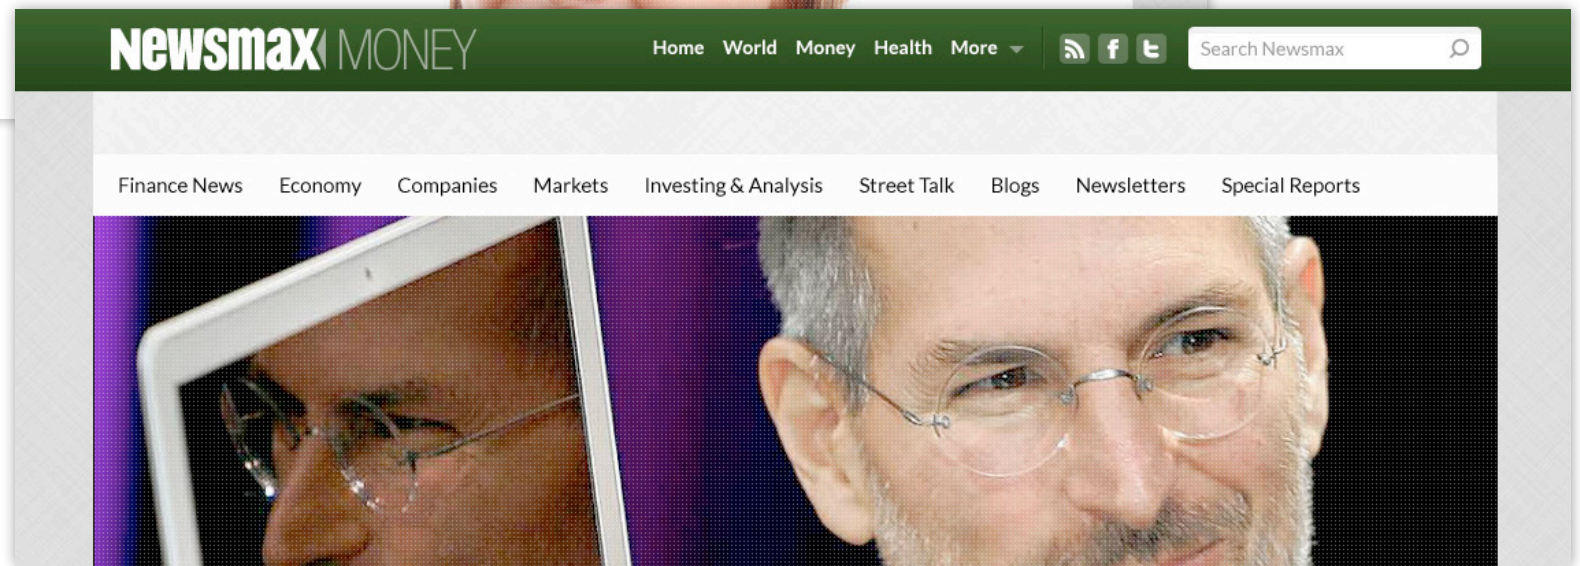 Newsmax MONEY Home World Money Health More Search Newsmax
Finance News Economy Companies Markets Investing & Analysis Street Talk Blogs Newsletters Special Reports